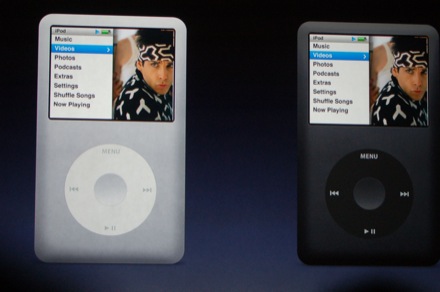 iPod
Music
Videos
Photos
Podcasts
Extras
Settings
Shuffle Songs
Now Playing
MENU
iPod
Music
Videos
Photos
Podcasts
Extras
Settings
Shuffle Songs
Now Playing
MENU